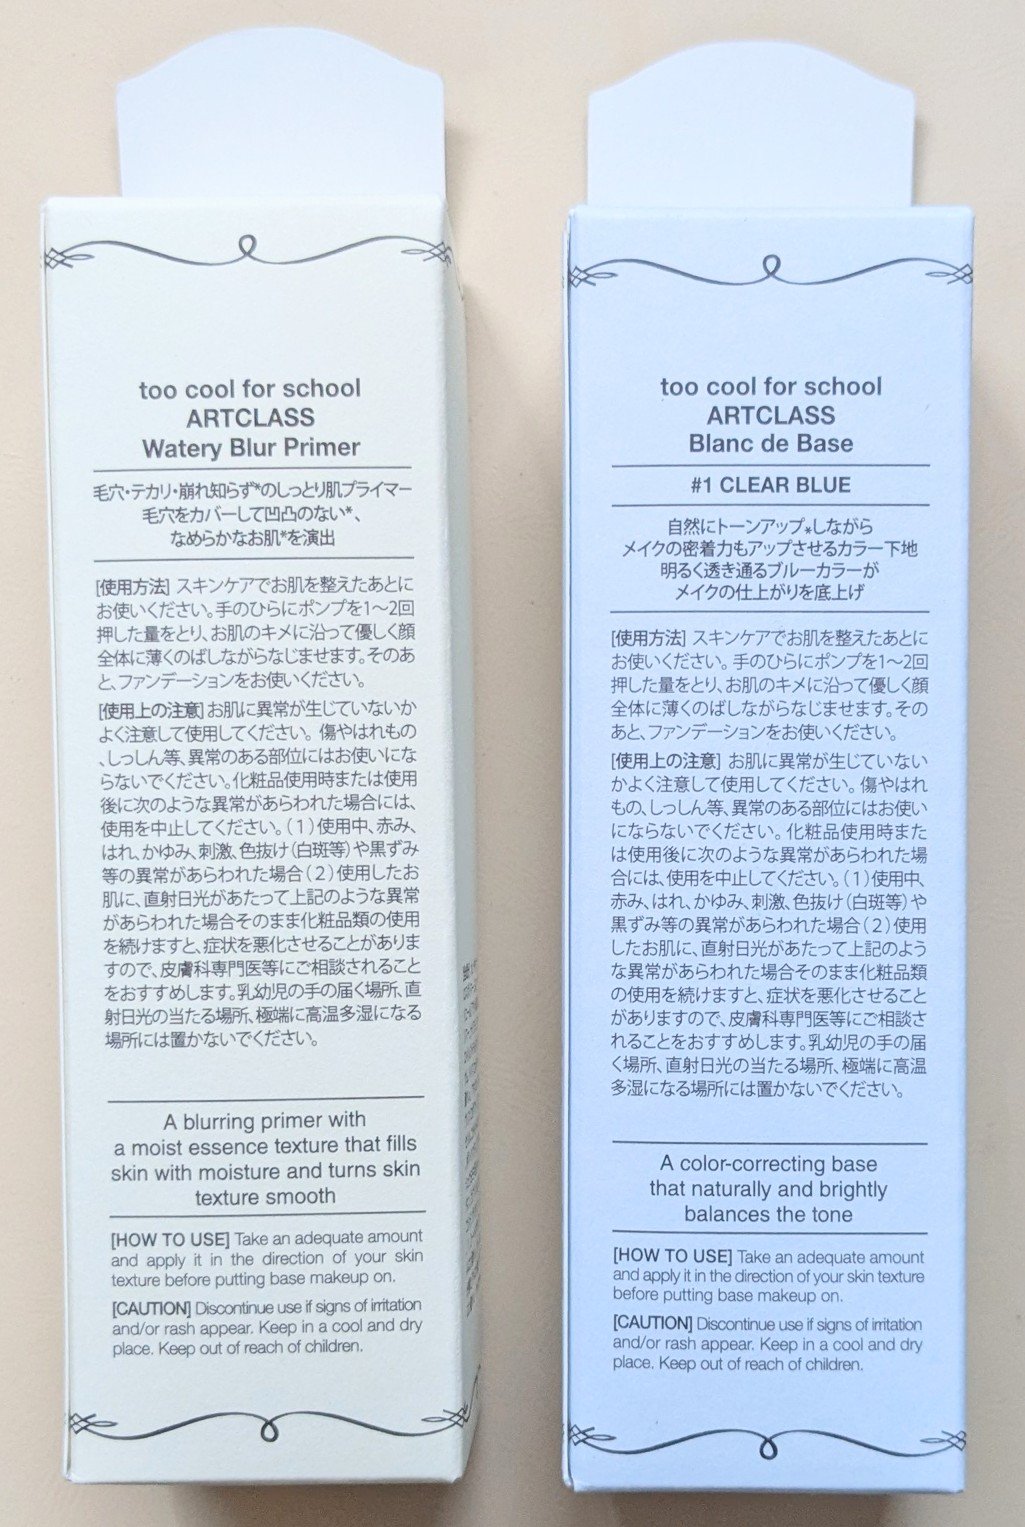 too cool for school
ARTCLASS
Watery Blur Primer
毛穴・テカリ・崩れ知らず*のしっとり肌プライマー
毛穴をカバーして凹凸のない*、
なめらかなお肌*を演出
[使用方法] スキンケアでお肌を整えたあとに
お使いください。手のひらにポンプを1～2回
押した量をとり、お肌のキメに沿って優しく顔
全体に薄くのばしながらなじませます。そのあ
と、ファンデーションをお使いください。
[使用上の注意] お肌に異常が生じていないか
よく注意して使用してください。 傷やはれもの
、しっしん等、異常のある部位にはお使いにな
らないでください。化粧品使用時または使用
後に次のような異常があらわれた場合には、
使用を中止してください。（1）使用中、赤み、
はれ、かゆみ、刺激、色抜け（白斑等）や黒ずみ
等の異常があらわれた場合（2）使用したお
肌に、直射日光があたって上記のような異常
があらわれた場合そのまま化粧品類の使用
を続けますと、症状を悪化させることがありま
すので、皮膚科専門医等にご相談されること
をおすすめします。乳幼児の手の届く場所、直
射日光の当たる場所、極端に高温多湿になる
場所には置かないでください。
A blurring primer with
a moist essence texture that fills
skin with moisture and turns skin
texture smooth
[HOW TO USE] Take an adequate amount
and apply it in the direction of your skin
texture before putting base makeup on.
[CAUTION] Discontinue use if signs of irritation
and/or rash appear. Keep in a cool and dry
place. Keep out of reach of children.
too cool for school
ARTCLASS
Blanc de Base
#1 CLEAR BLUE
自然にトーンアップ*しながら
メイクの密着力もアップさせるカラー下地
明るく透き通るブルーカラーが
メイクの仕上がりを底上げ
[使用方法] スキンケアでお肌を整えたあとに
お使いください。手のひらにポンプを1～2回
押した量をとり、お肌のキメに沿って優しく顔
全体に薄くのばしながらなじませます。その
あと、ファンデーションをお使いください。
[使用上の注意] お肌に異常が生じていない
かよく注意して使用してください。傷やはれ
もの、しっしん等、異常のある部位にはお使い
にならないでください。化粧品使用時また
は使用後に次のような異常があらわれた場
合には、使用を中止してください。（1）使用中、
赤み、はれ、かゆみ、刺激、色抜け（白斑等）や
黒ずみ等の異常があらわれた場合（2）使用
したお肌に、直射日光があたって上記のよう
な異常があらわれた場合そのまま化粧品類
の使用を続けますと、症状を悪化させること
がありますので、皮膚科専門医等にご相談さ
れることをおすすめします。乳幼児の手の届
く場所、直射日光の当たる場所、極端に高温
多湿になる場所には置かないでください。
A color-correcting base
that naturally and brightly
balances the tone
[HOW TO USE] Take an adequate amount
and apply it in the direction of your skin texture
before putting base makeup on.
[CAUTION] Discontinue use if signs of irritation
and/or rash appear. Keep in a cool and dry
place. Keep out of reach of children.